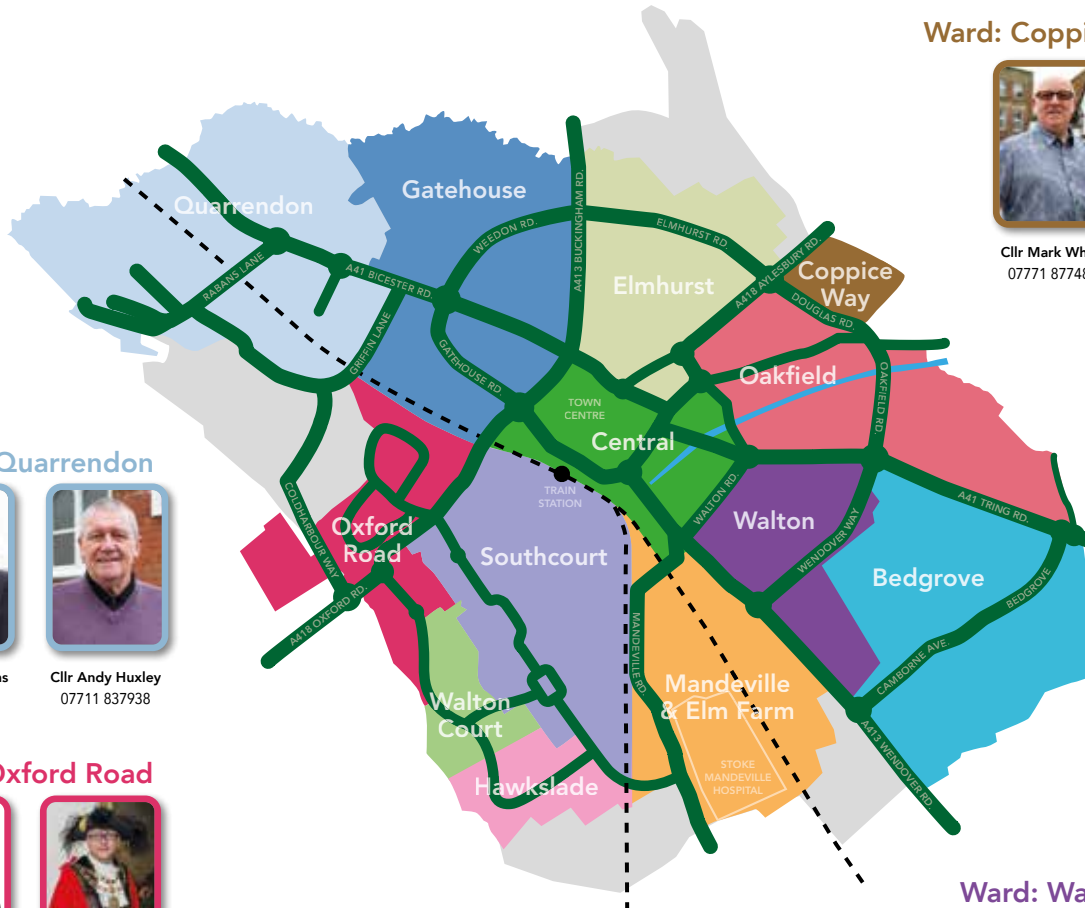 Ward: Coppi
Cllr Mark Wh
07771 87748
Quarrendon
Gatehouse
WEEDON RD.
A413 BUCKINGHAM RD.
ELMHURST RD.
A418 AYLESBURY RD.
Coppice
Way
RABANS LANE
A41 BICESTER RD.
Elmhurst
DOUGLAS RD.
GRIFFIN LANE
GATEHOUSE RD.
Oakfield
OAKFIELD RD.
TOWN
CENTRE
Central
Quarrendon
COLDHARBOUR WAY
TRAIN
STATION
WALTON RD.
Walton
A41 TRING RD.
Oxford
Road
Southcourt
WENDOVER WAY
Bedgrove
BEDGROVE
A418 OXFORD RD.
MANDEVILLE RD.
CAMBORNE AVE.
as
Cllr Andy Huxley
07711 837938
Walton
Court
Mandeville
& Elm Farm
A413 WENDOVER RD.
Oxford Road
Hawkslade
STOKE
MANDEVILLE
HOSPITAL
Ward: Wa